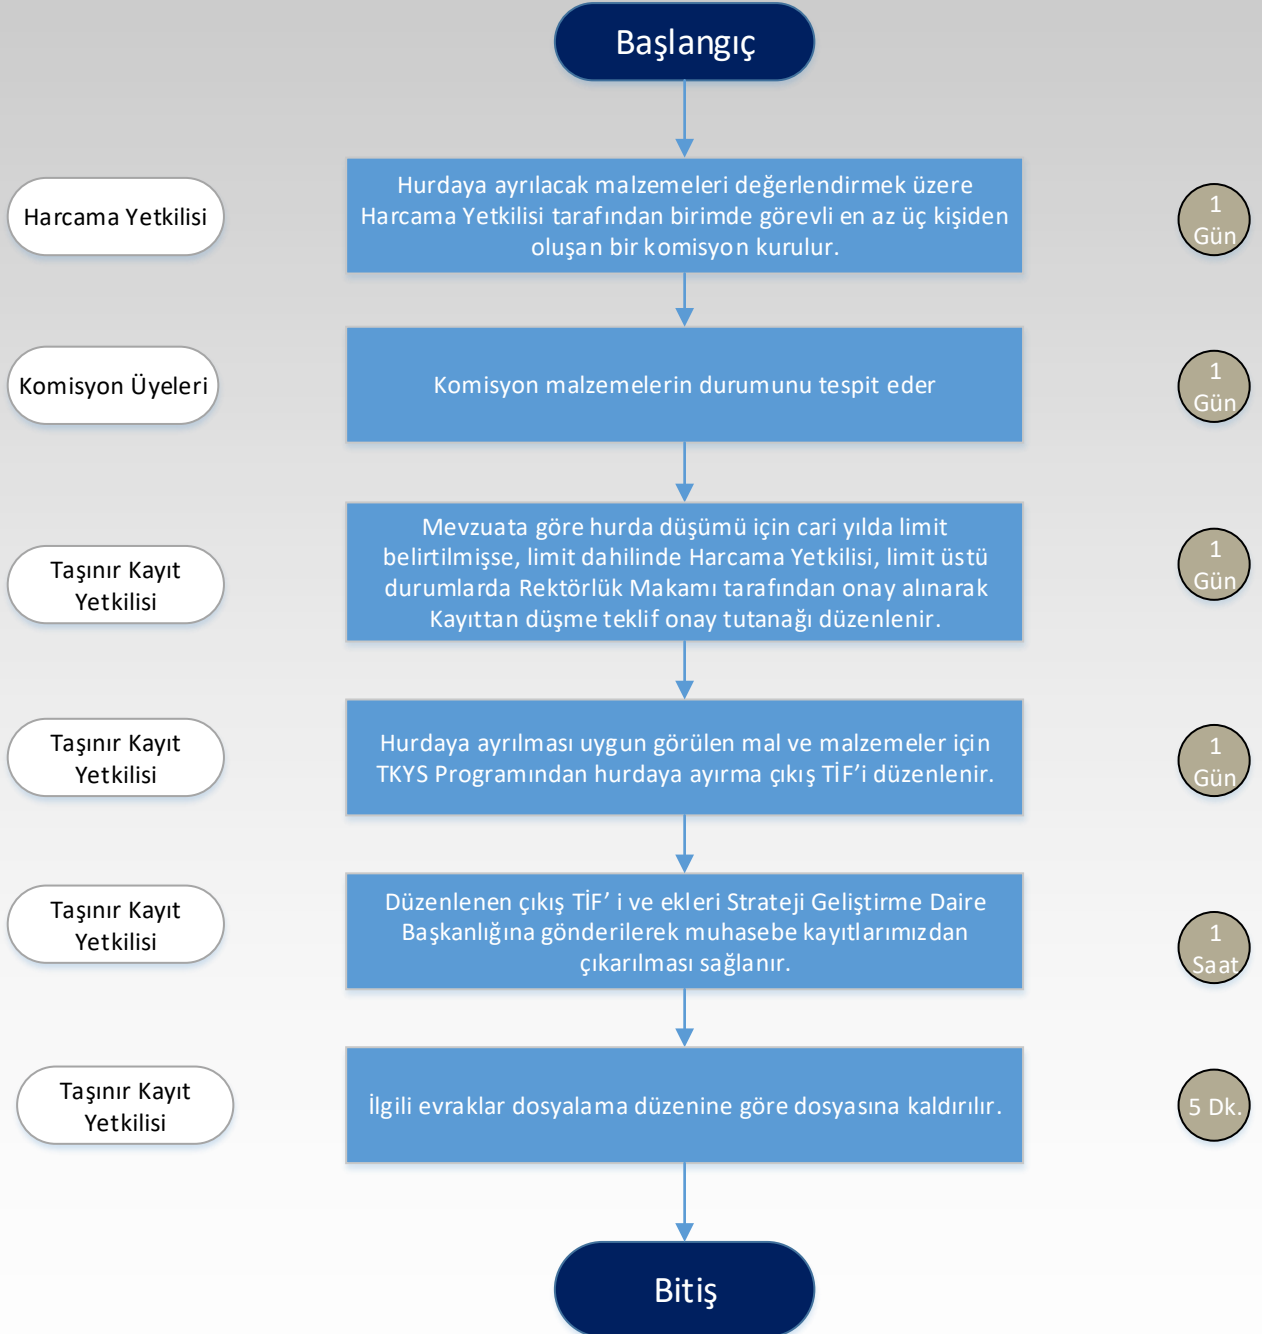 Başlangıç
Harcama Yetkilisi
Hurdaya ayrılacak malzemeleri değerlendirmek üzere
Harcama Yetkilisi tarafından birimde görevli en az üç kişiden
oluşan bir komisyon kurulur.
1
Gün
Komisyon Üyeleri
Komisyon malzemelerin durumunu tespit eder
1
Gün
Taşınır Kayıt
Yetkilisi
Mevzuata göre hurda düşümü için cari yılda limit
belirtilmişse, limit dahilinde Harcama Yetkilisi, limit üstü
durumlarda Rektörlük Makamı tarafından onay alınarak
Kayıttan düşme teklif onay tutanağı düzenlenir.
1
Gün
Taşınır Kayıt
Yetkilisi
Hurdaya ayrılması uygun görülen mal ve malzemeler için
TKYS Programından hurdaya ayırma çıkış TİF’i düzenlenir.
1
Gün
Taşınır Kayıt
Yetkilisi
Düzenlenen çıkış TİF’ i ve ekleri Strateji Geliştirme Daire
Başkanlığına gönderilerek muhasebe kayıtlarımızdan
çıkarılması sağlanır.
1
Saat
Taşınır Kayıt
Yetkilisi
İlgili evraklar dosyalama düzenine göre dosyasına kaldırılır.
5 Dk.
Bitiş